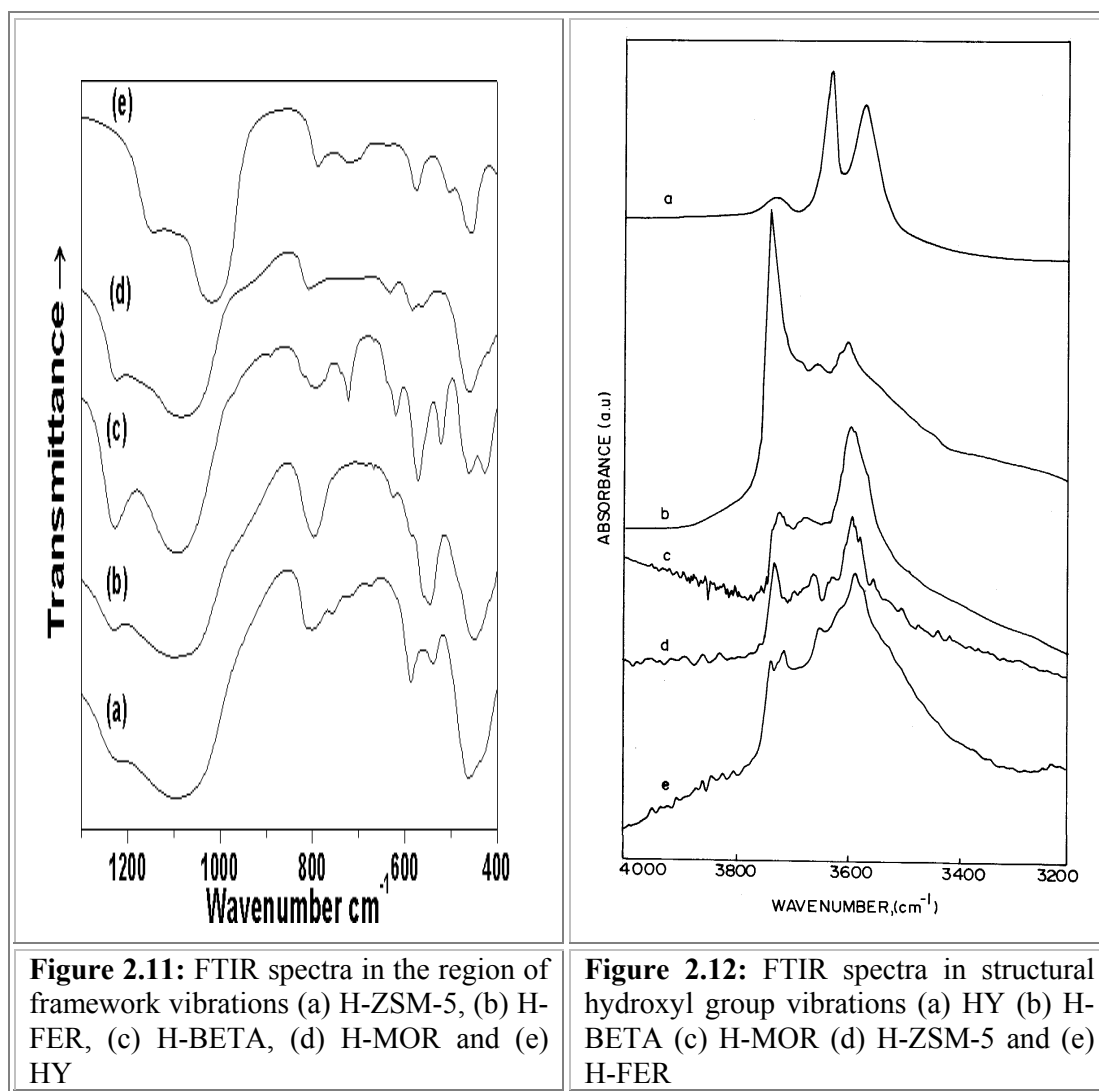 (e)
(d)
(c)
(b)
(a)
Transmittance →
1200 1000 800 600 400
Wavenumber cm-1
a
b
c
d
e
ABSORBANCE (a.u)
4000 3800 3600 3400 3200
WAVENUMBER,(cm-1)
Figure 2.11: FTIR spectra in the region of
framework vibrations (a) H-ZSM-5, (b) H-
FER, (c) H-BETA, (d) H-MOR and (e)
HY
Figure 2.12: FTIR spectra in structural
hydroxyl group vibrations (a) HY (b) H-
BETA (c) H-MOR (d) H-ZSM-5 and (e)
H-FER